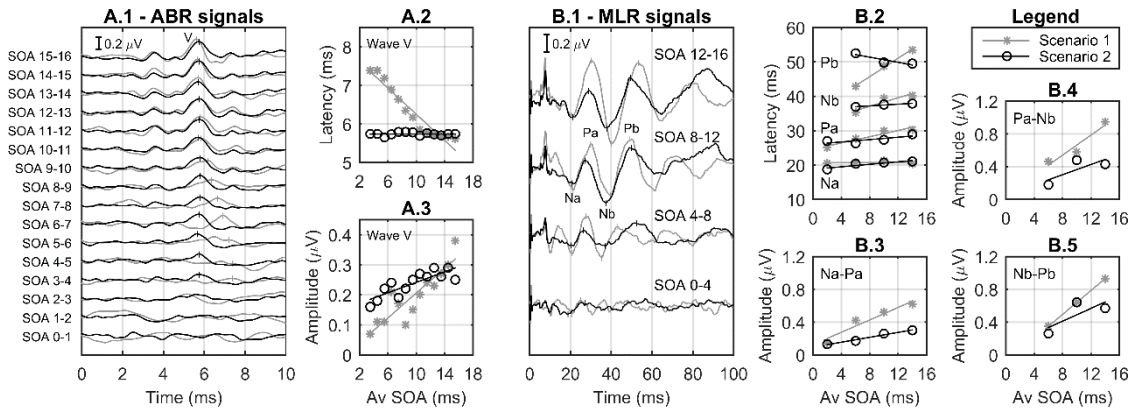 A.1 - ABR signals
0.2 μV
V
SOA 15-16
SOA 14-15
SOA 13-14
SOA 12-13
SOA 11-12
SOA 10-11
SOA 9-10
SOA 8-9
SOA 7-8
SOA 6-7
SOA 5-6
SOA 4-5
SOA 3-4
SOA 2-3
SOA 1-2
SOA 0-1
0 2 4 6 8 10
Time (ms)
A.2
Wave V
Latency (ms)
8
7
6
5
2 4 6 8 10 12 14 16 18
A.3
Wave V
Amplitude (μV)
0.4
0.3
0.2
0.1
0
0 5 10 15
Av SOA (ms)
B.1 - MLR signals
0.2 μV
SOA 12-16
Pa
Pb
SOA 8-12
Na
Nb
SOA 4-8
SOA 0-4
0 20 40 60 80 100
Time (ms)
B.2
Latency (ms)
60
50
40
30
20
10
Pb
Nb
Pa
Na
0 2 4 6 8 10 12 14 16
B.3
Na-Pa
Amplitude (μV)
1.2
0.8
0.4
0
0 4 8 12 16
Av SOA (ms)
Legend
Scenario 1
Scenario 2
B.4
Pa-Nb
Amplitude (μV)
1.2
0.8
0.4
0
0 4 8 12 16
B.5
Nb-Pb
Amplitude (μV)
1.2
0.8
0.4
0
0 4 8 12 16
Av SOA (ms)